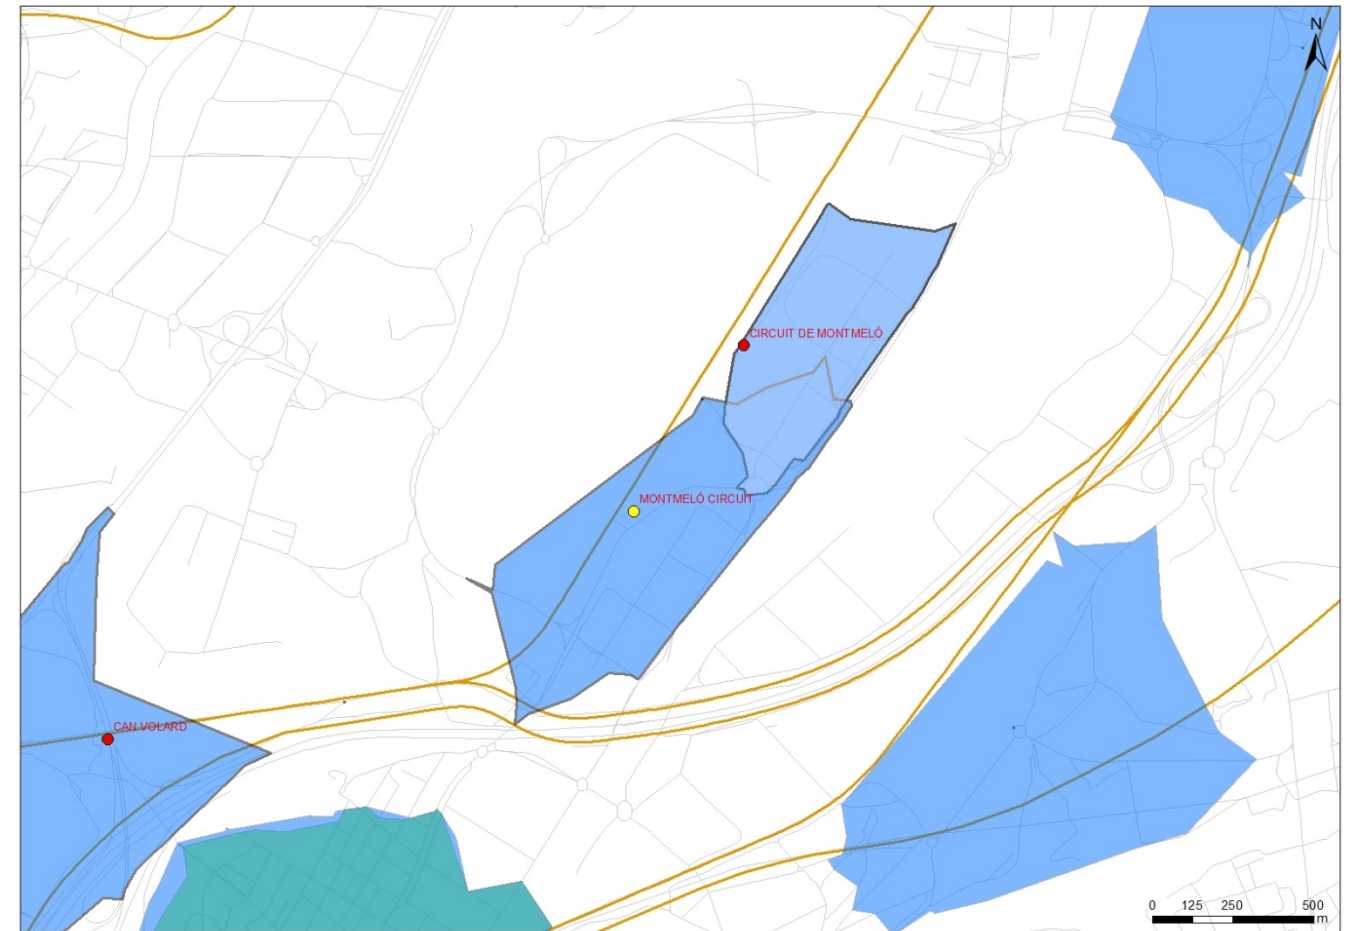 N
CIRCUIT DE MONTMELÓ
MONTMELÓ CIRCUIT
CAN VOLARD
0 125 250 500
m